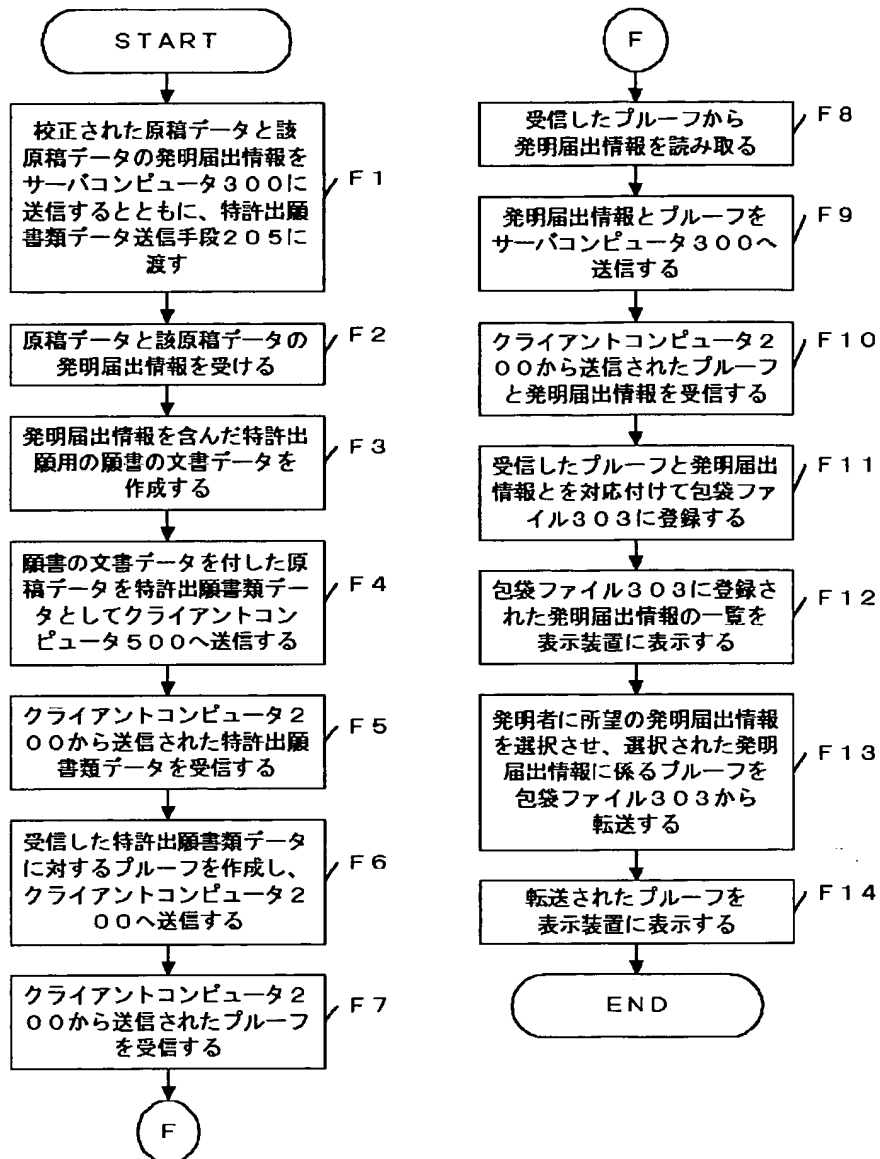 START
校正された原稿データと該
原稿データの発明届出情報を
サーバコンピュータ300に
送信するとともに、特許出願
書類データ送信手段205に
渡す
F1
原稿データと該原稿データの
発明届出情報を受ける
F2
発明届出情報を含んだ特許出
願用の願書の文書データを
作成する
F3
願書の文書データを付した原
稿データを特許出願書類デー
タとしてクライアントコン
ピュータ500へ送信する
F4
クライアントコンピュータ2
00から送信された特許出願
書類データを受信する
F5
受信した特許出願書類データ
に対するプルーフを作成し、
クライアントコンピュータ2
00へ送信する
F6
クライアントコンピュータ2
00から送信されたプルーフ
を受信する
F7
F
F
受信したプルーフから
発明届出情報を読み取る
F8
発明届出情報とプルーフを
サーバコンピュータ300へ
送信する
F9
クライアントコンピュータ2
00から送信されたプルーフ
と発明届出情報を受信する
F10
受信したプルーフと発明届出
情報とを対応付けて包袋ファ
イル303に登録する
F11
包袋ファイル303に登録さ
れた発明届出情報の一覧を
表示装置に表示する
F12
発明者に所望の発明届出情報
を選択させ、選択された発明
届出情報に係るプルーフを
包袋ファイル303から
転送する
F13
転送されたプルーフを
表示装置に表示する
F14
END